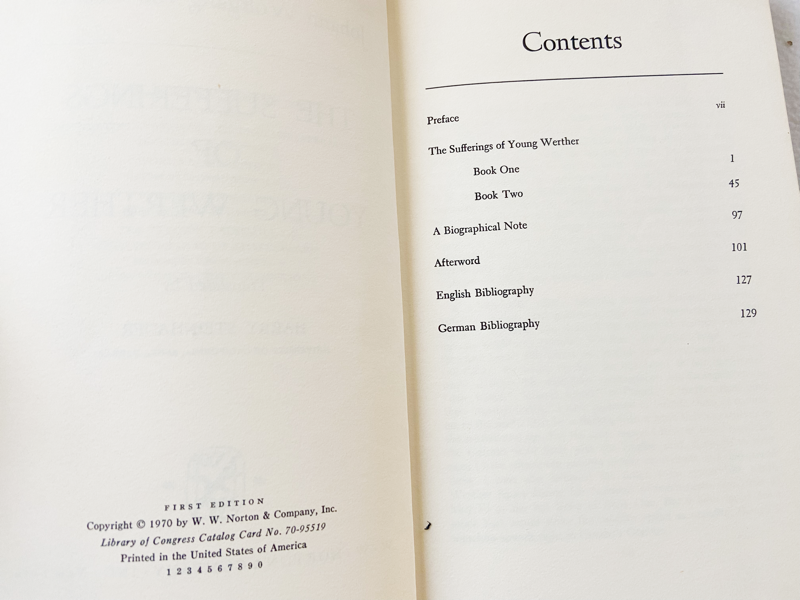 FIRST EDITION
Copyright © 1970 by W. W. Norton & Company, Inc.
Library of Congress Catalog Card No. 70-95519
Printed in the United States of America
1 2 3 4 5 6 7 8 9 0
Contents
Preface vii
The Sufferings of Young Werther
Book One 1
Book Two 45
A Biographical Note 97
Afterword 101
English Bibliography 127
German Bibliography 129